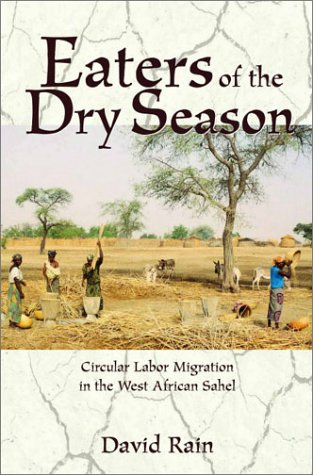 Eaters of the
Dry Season
Circular Labor Migration
in the West African Sahel
David Rain